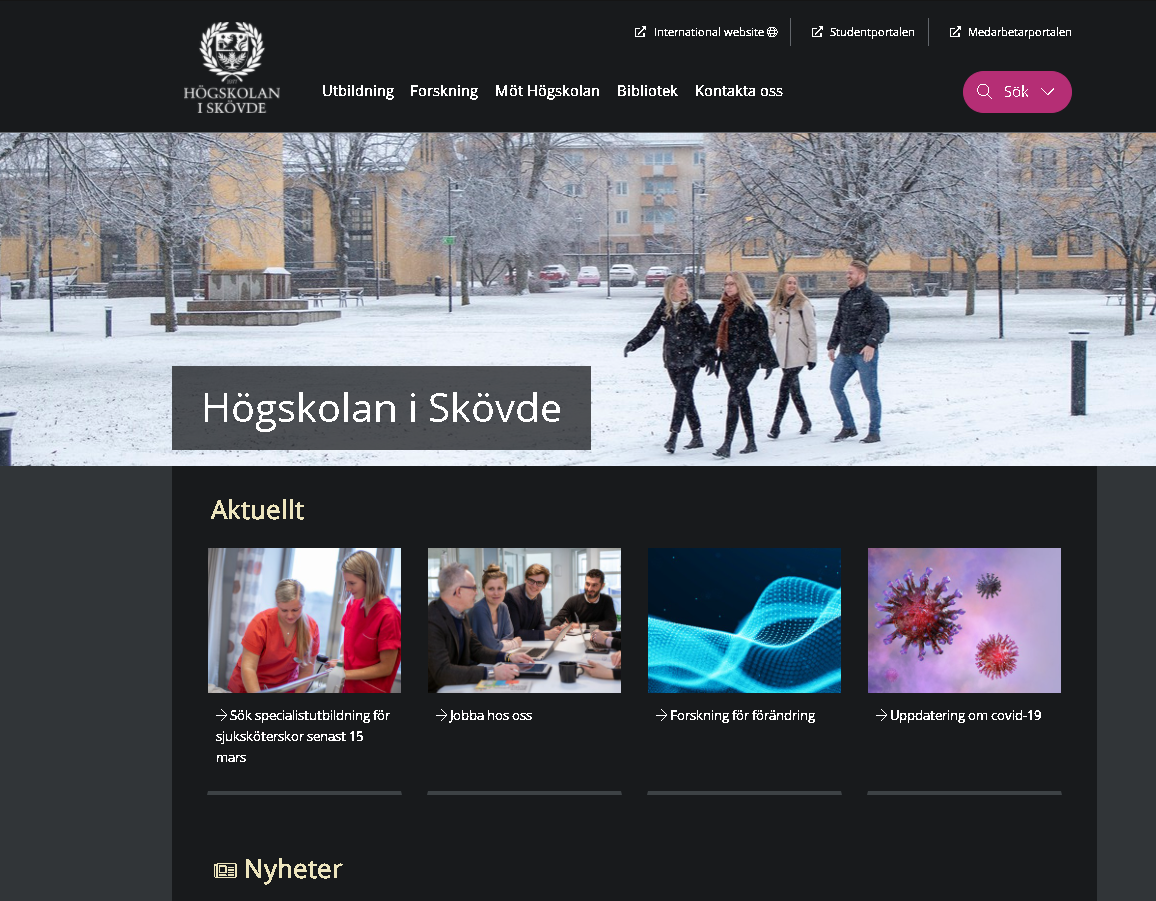 International website
Studentportalen
Medarbetarportalen
HÖGSKOLAN
I SKÖVDE
Utbildning
Forskning
Möt Högskolan
Bibliotek
Kontakta oss
Sök
Högskolan i Skövde
Aktuellt
Sök specialistutbildning för
sjuksköterskor senast 15
mars
Jobba hos oss
Forskning för förändring
Uppdatering om covid-19
Nyheter